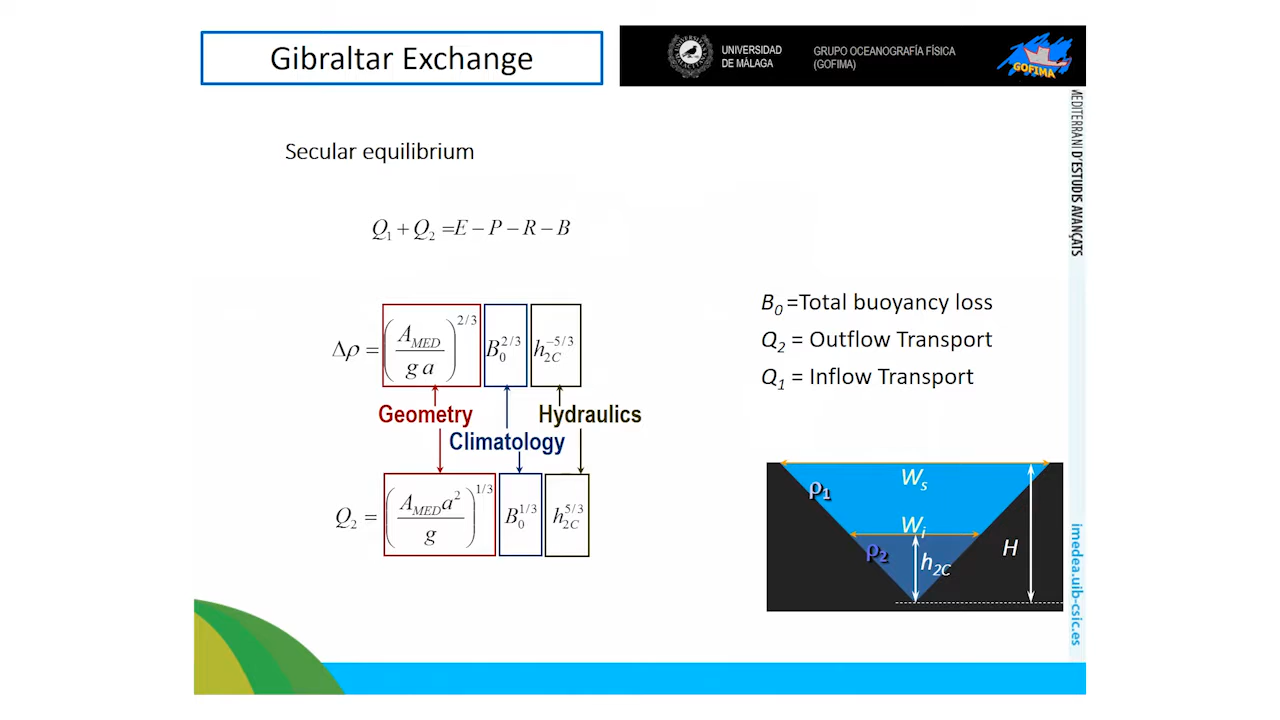 Gibraltar Exchange
UNIVERSIDAD
DE MÁLAGA
GRUPO OCEANOGRAFÍA FÍSICA
(GOFIMA)
GOFIMA
MEDITERRANI D'ESTUDIS AVANÇATS
Secular equilibrium
Q₁ + Q₂ =E − P − R − B
Δρ = (A_MED / g a)^2/3 B₀^2/3 h_2C^−5/3
Geometry
Hydraulics
Climatology
Q₂ = (A_MED a² / g)^1/3 B₀^1/3 h_2C^5/3
B₀ =Total buoyancy loss
Q₂ = Outflow Transport
Q₁ = Inflow Transport
W_s
ρ₁
W_i
ρ₂
h_2C
H
imedea.uib-csic.es